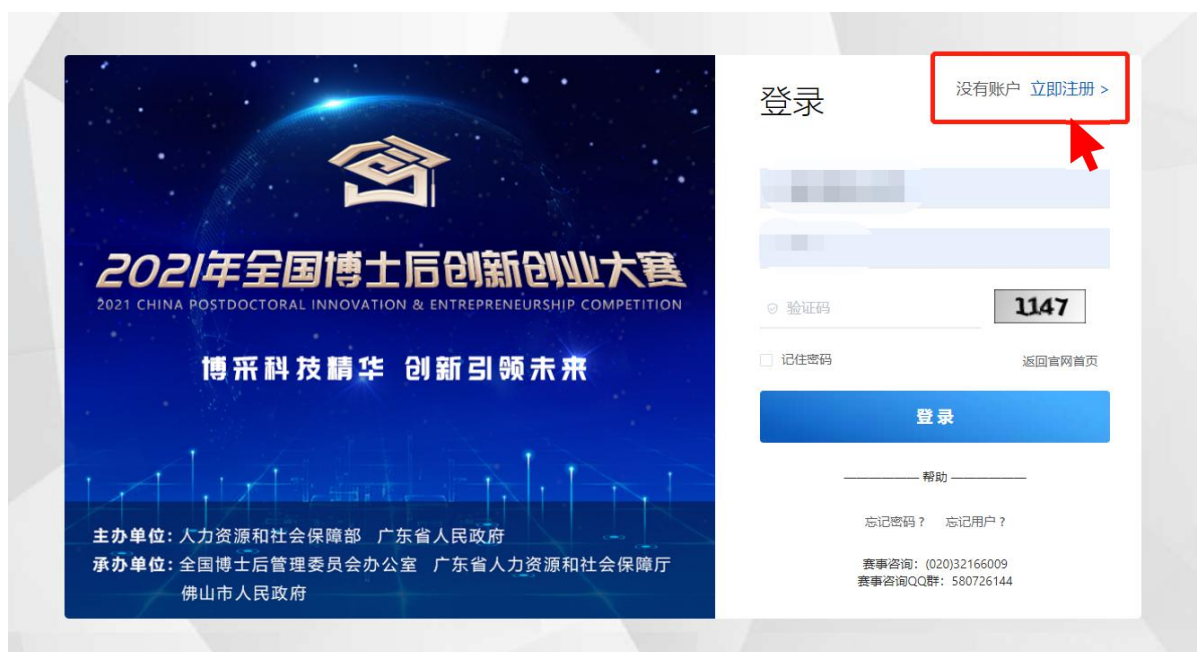 2021年全国博士后创新创业大赛
2021 CHINA POSTDOCTORAL INNOVATION & ENTREPRENEURSHIP COMPETITION
博采科技精华 创新引领未来
主办单位：人力资源和社会保障部 广东省人民政府
承办单位：全国博士后管理委员会办公室 广东省人力资源和社会保障厅
佛山市人民政府
没有账户 立即注册 >
登录
验证码
1147
记住密码 返回官网首页
登录
帮助
忘记密码？ 忘记用户？
赛事咨询：(020)32166009
赛事咨询QQ群：580726144